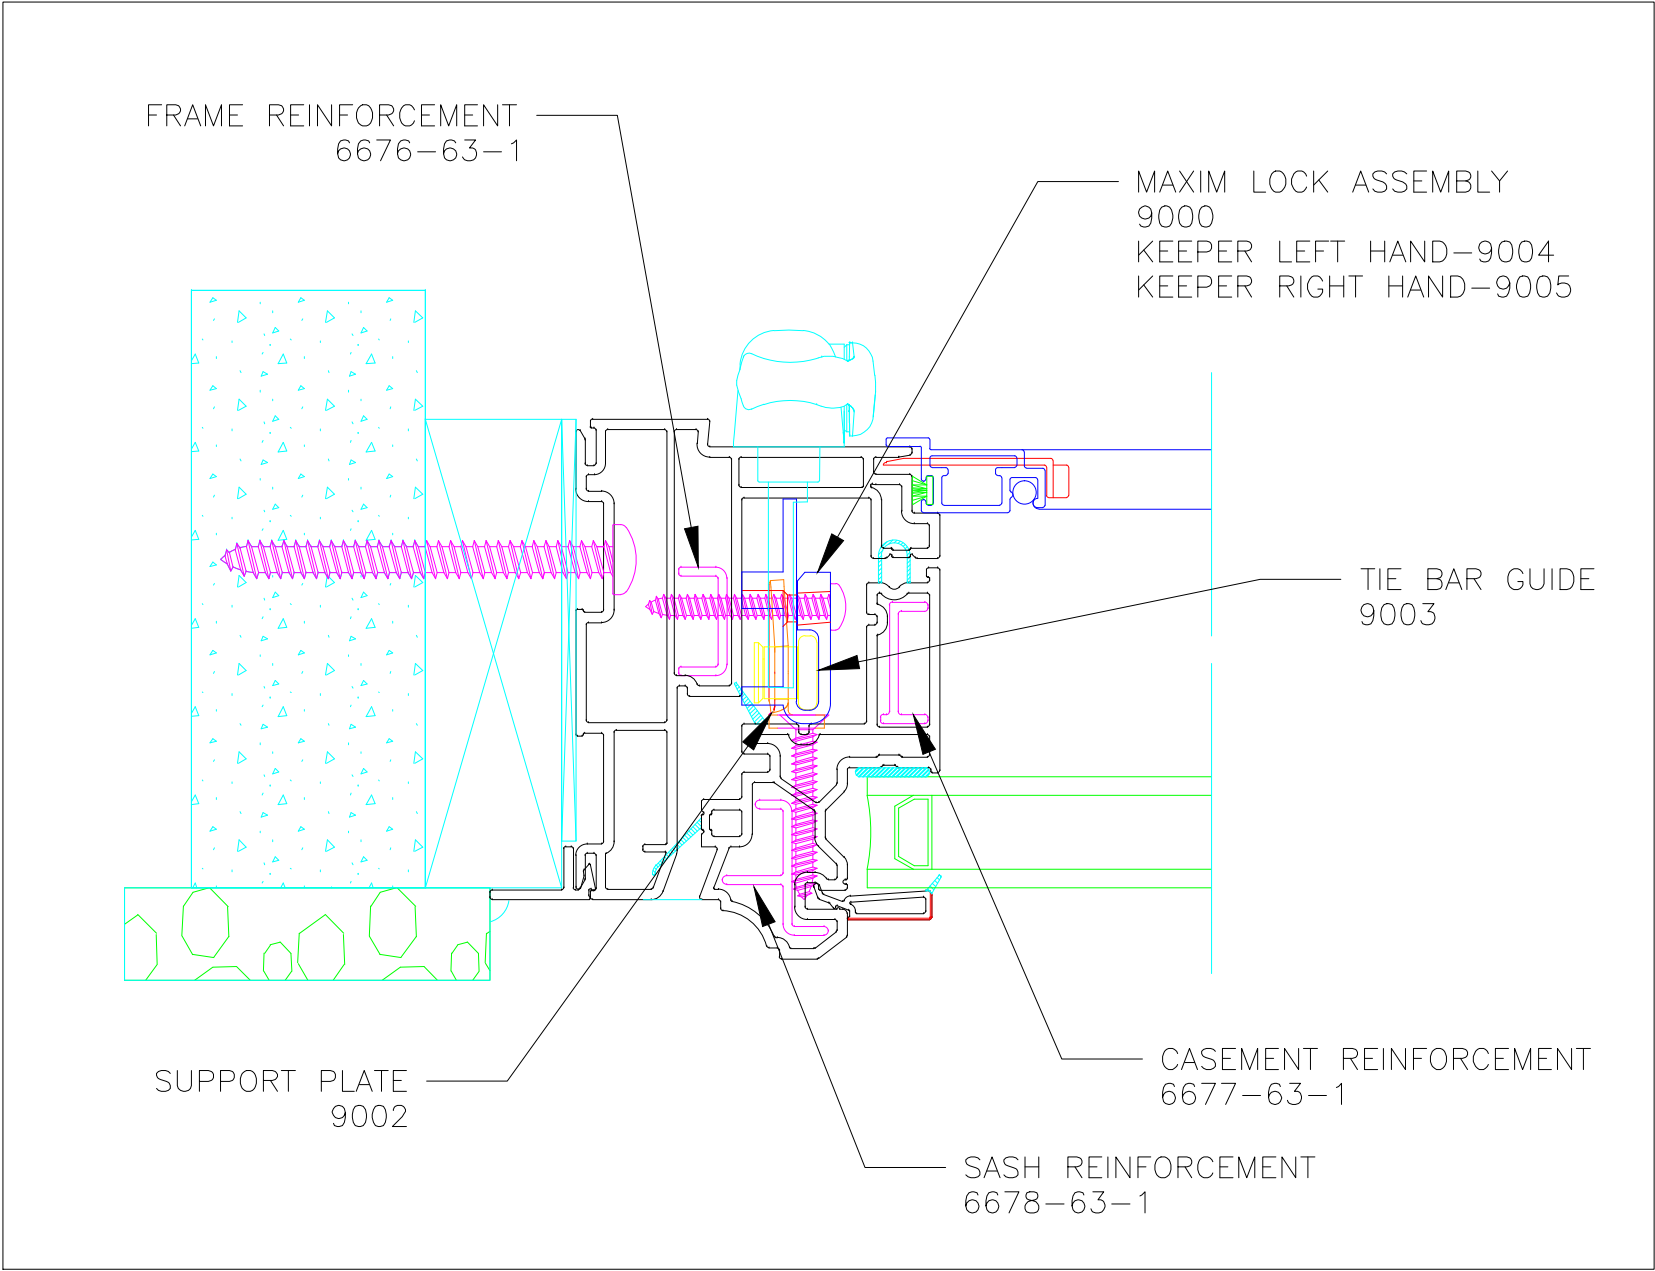 FRAME REINFORCEMENT
6676-63-1
MAXIM LOCK ASSEMBLY
9000
KEEPER LEFT HAND-9004
KEEPER RIGHT HAND-9005
TIE BAR GUIDE
9003
CASEMENT REINFORCEMENT
6677-63-1
SUPPORT PLATE
9002
SASH REINFORCEMENT
6678-63-1